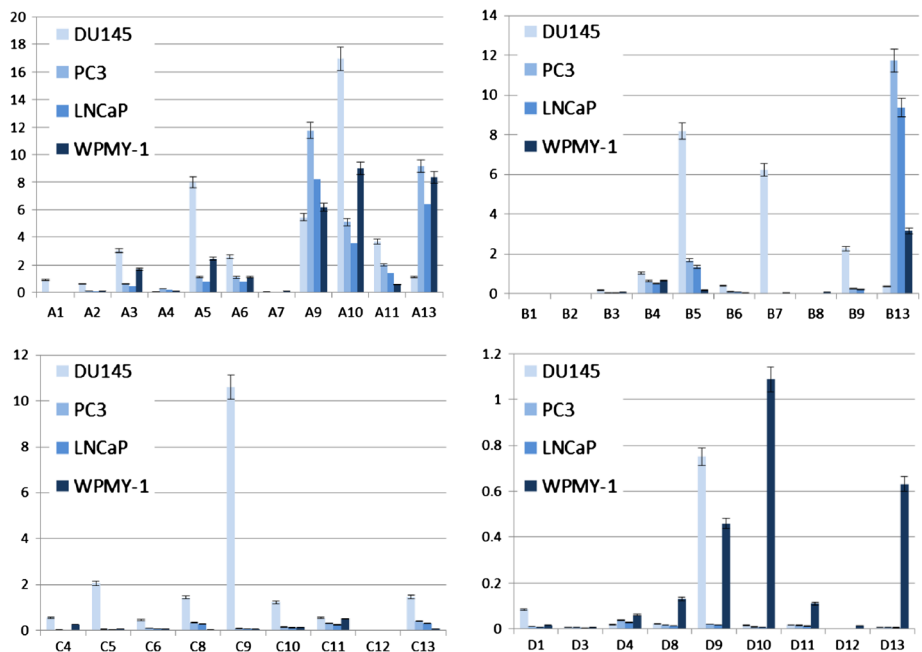 20
18
16
14
12
10
8
6
4
2
0
DU145
PC3
LNCaP
WPMY-1
A1 A2 A3 A4 A5 A6 A7 A9 A10 A11 A13
14
12
10
8
6
4
2
0
DU145
PC3
LNCaP
WPMY-1
B1 B2 B3 B4 B5 B6 B7 B8 B9 B13
12
10
8
6
4
2
0
DU145
PC3
LNCaP
WPMY-1
C4 C5 C6 C8 C9 C10 C11 C12 C13
1.2
1
0.8
0.6
0.4
0.2
0
DU145
PC3
LNCaP
WPMY-1
D1 D3 D4 D8 D9 D10 D11 D12 D13